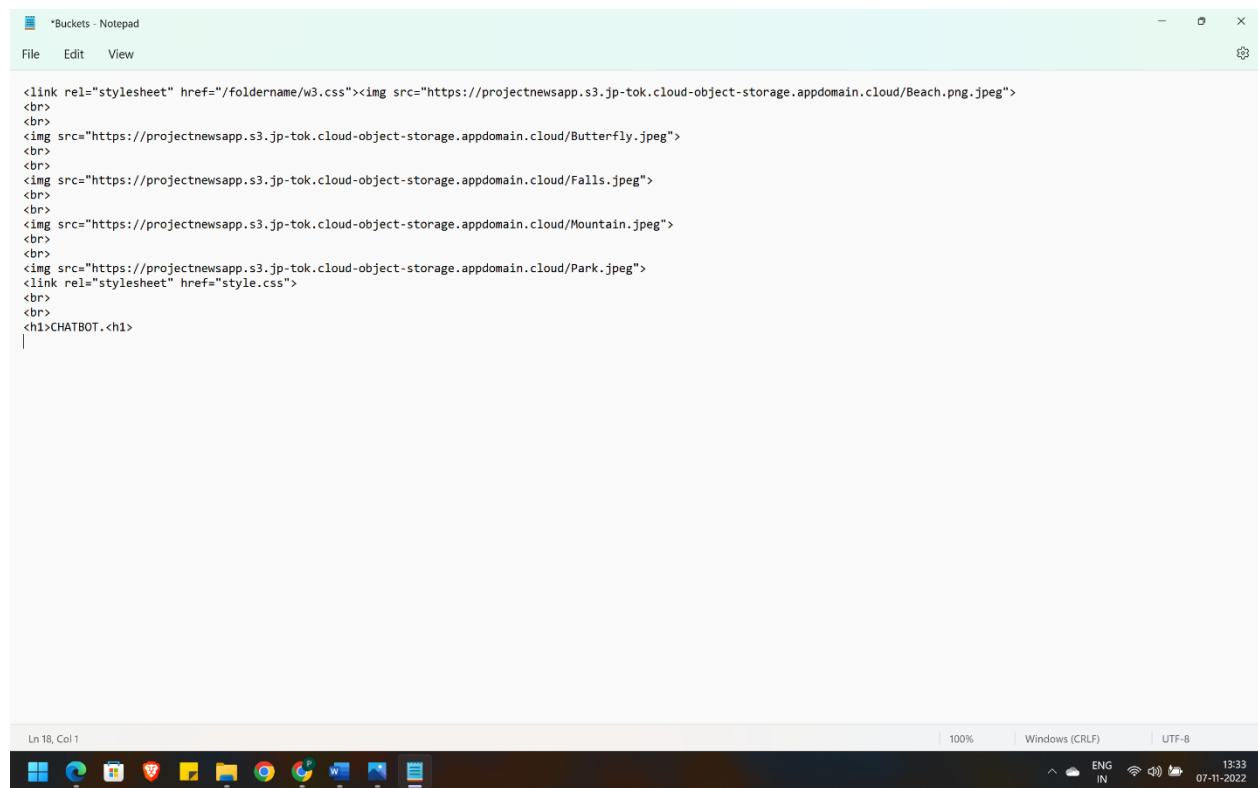 *Buckets - Notepad
File Edit View
<link rel="stylesheet" href="/foldername/w3.css"><img src="https://projectnewsapp.s3.jp-tok.cloud-object-storage.appdomain.cloud/Beach.png.jpeg">
<br>
<br>
<img src="https://projectnewsapp.s3.jp-tok.cloud-object-storage.appdomain.cloud/Butterfly.jpeg">
<br>
<br>
<img src="https://projectnewsapp.s3.jp-tok.cloud-object-storage.appdomain.cloud/Falls.jpeg">
<br>
<br>
<img src="https://projectnewsapp.s3.jp-tok.cloud-object-storage.appdomain.cloud/Mountain.jpeg">
<br>
<br>
<img src="https://projectnewsapp.s3.jp-tok.cloud-object-storage.appdomain.cloud/Park.jpeg">
<link rel="stylesheet" href="style.css">
<br>
<br>
<h1>CHATBOT.<h1>
Ln 18, Col 1 100% Windows (CRLF) UTF-8
ENG 13:33
IN 07-11-2022